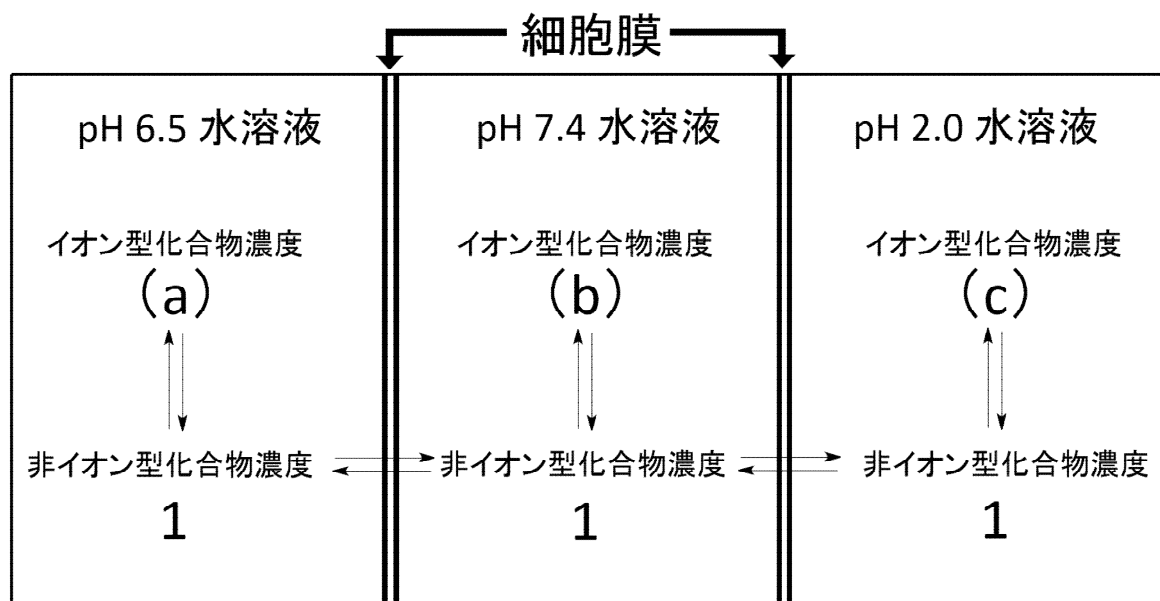 細胞膜
pH 6.5 水溶液
pH 7.4 水溶液
pH 2.0 水溶液
イオン型化合物濃度
イオン型化合物濃度
イオン型化合物濃度
(a)
(b)
(c)
非イオン型化合物濃度
非イオン型化合物濃度
非イオン型化合物濃度
1
1
1